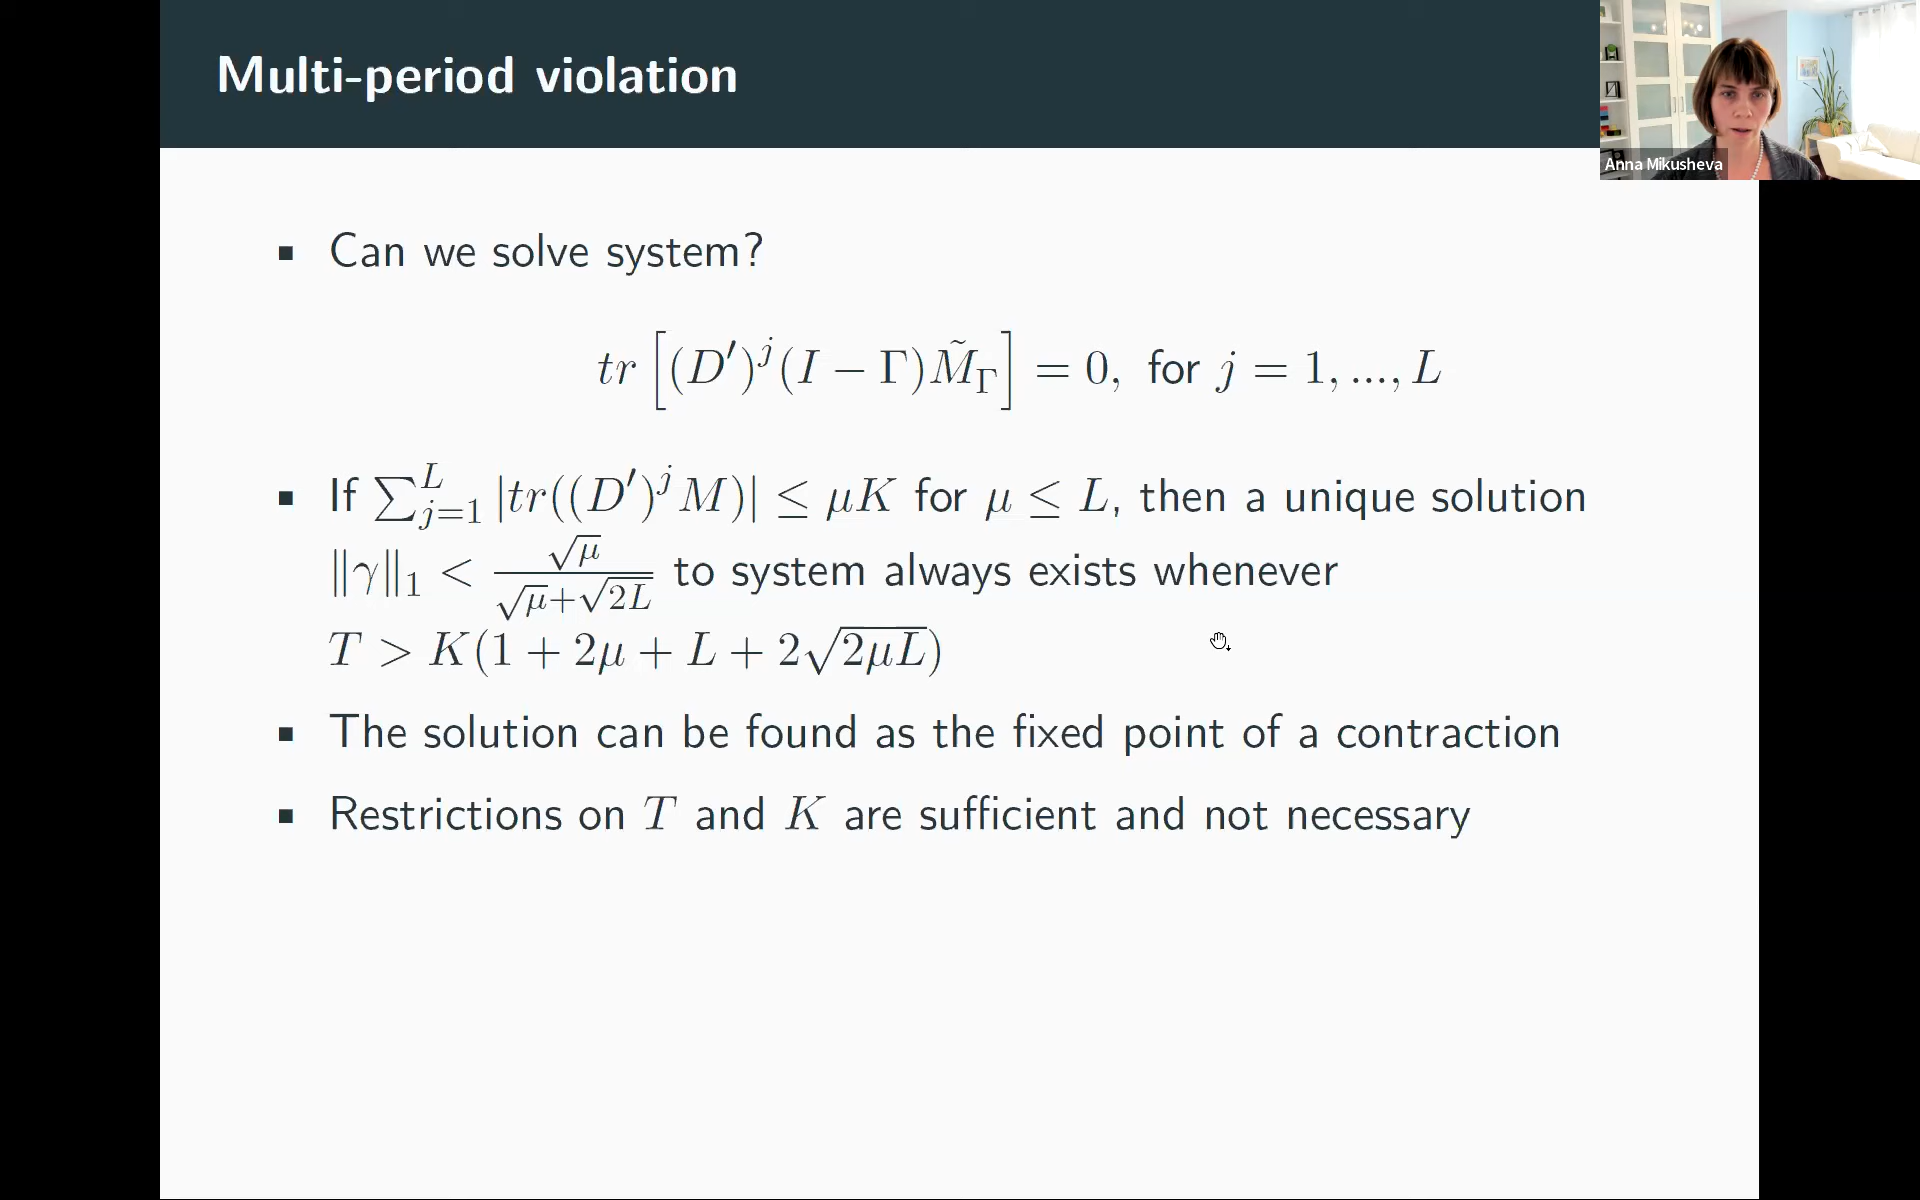 Multi-period violation
Anna Mikusheva
▪ Can we solve system?
tr [(D′)^j (I − Γ)M̃_Γ] = 0, for j = 1, ..., L
▪ If ∑_{j=1}^{L} |tr((D′)^j M)| ≤ μK for μ ≤ L, then a unique solution
‖γ‖₁ < √μ / (√μ+√(2L)) to system always exists whenever
T > K(1 + 2μ + L + 2√(2μL))
▪ The solution can be found as the fixed point of a contraction
▪ Restrictions on T and K are sufficient and not necessary